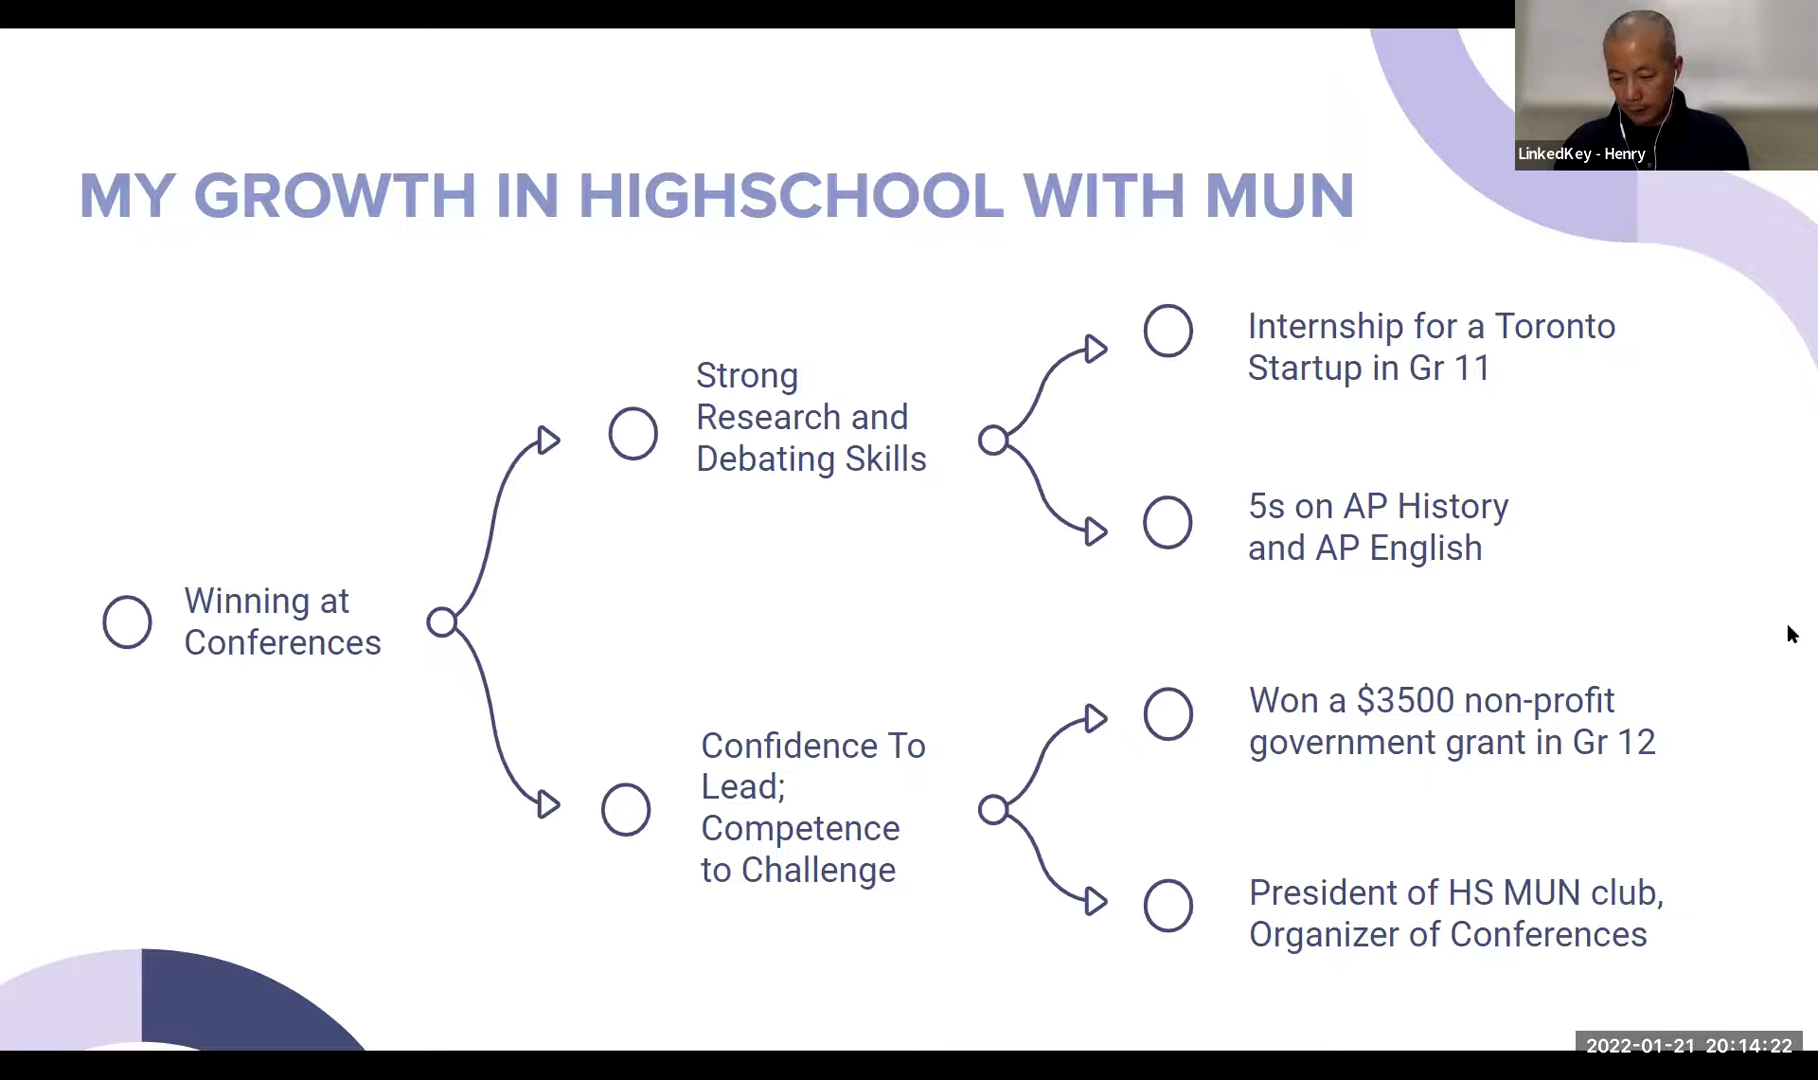 LinkedKey - Henry
MY GROWTH IN HIGHSCHOOL WITH MUN
Winning at
Conferences
Strong
Research and
Debating Skills
Confidence To
Lead;
Competence
to Challenge
Internship for a Toronto
Startup in Gr 11
5s on AP History
and AP English
Won a $3500 non-profit
government grant in Gr 12
President of HS MUN club,
Organizer of Conferences
2022-01-21 20:14:22